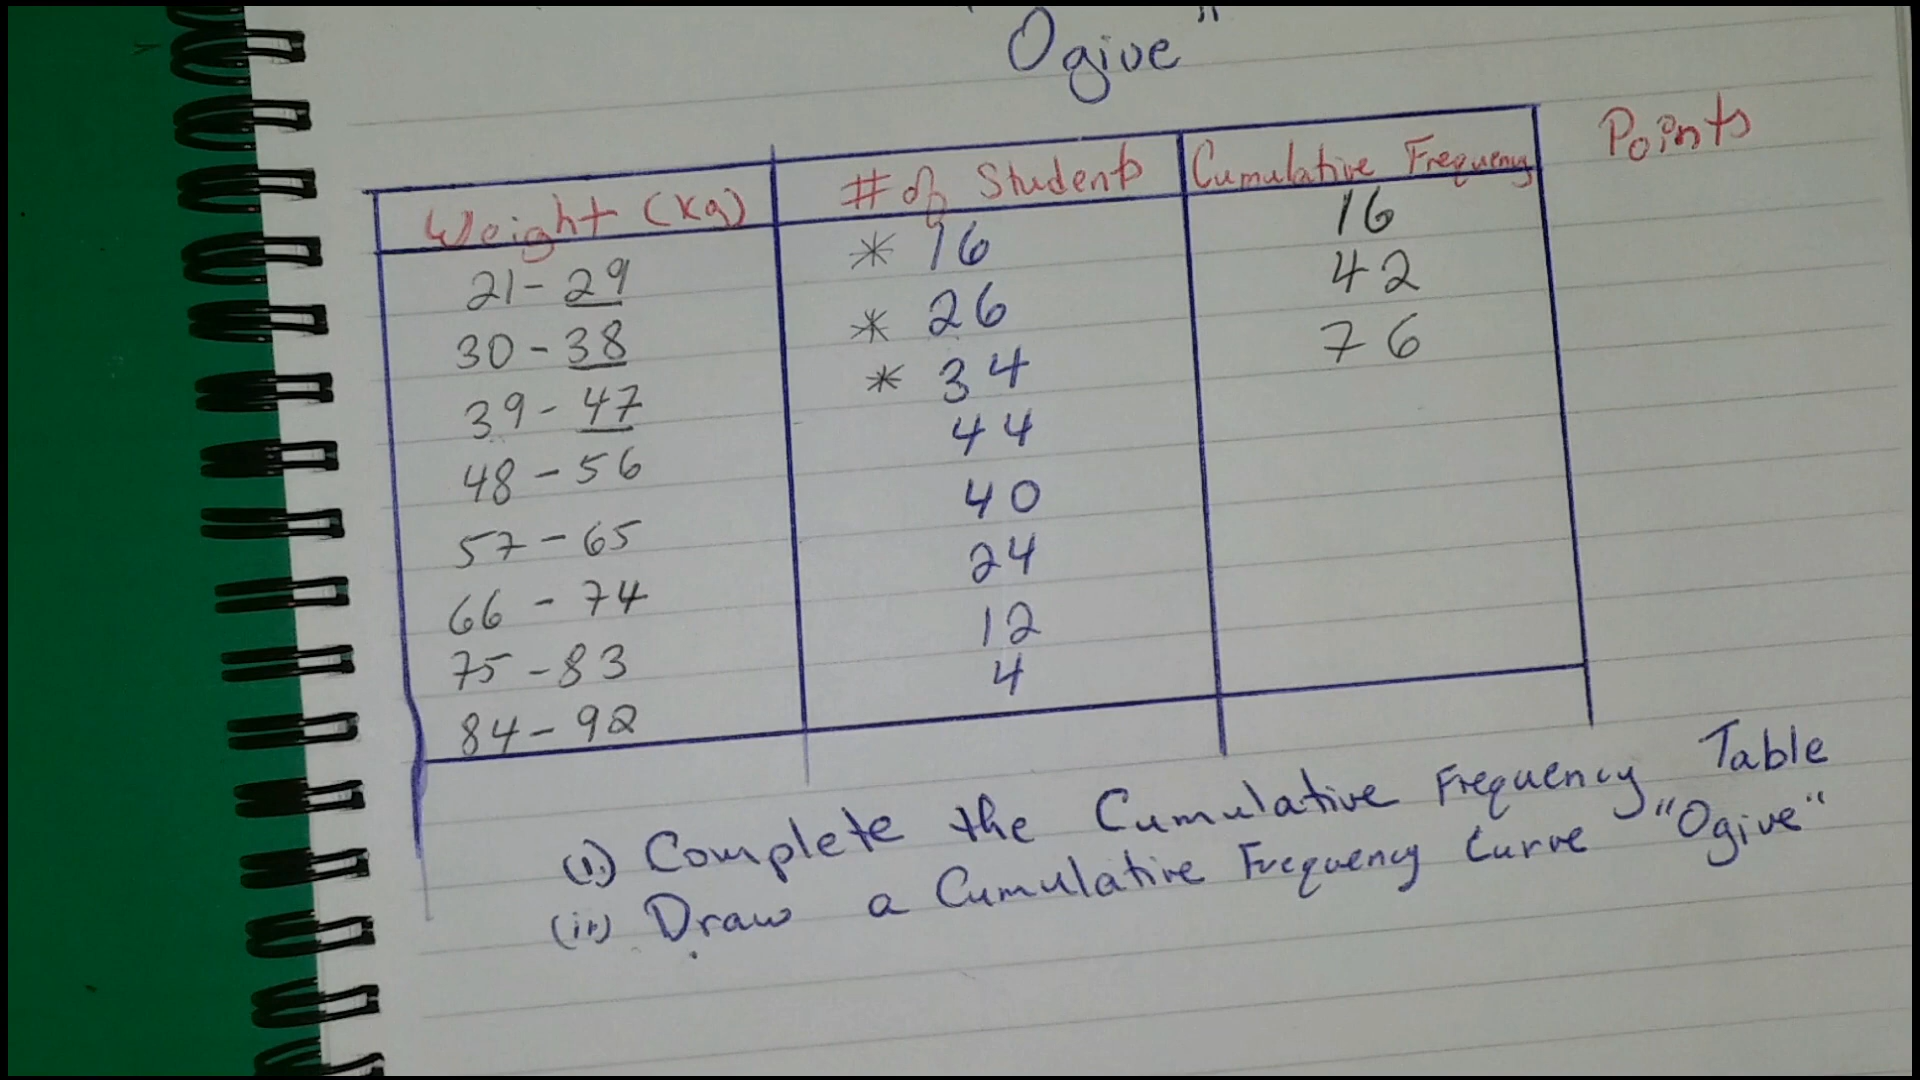 "Ogive"
Weight (Kg) # of Students Cumulative Frequency Points
21 - 29 * 16 16
30 - 38 * 26 42
39 - 47 * 34 76
48 - 56 44
57 - 65 40
66 - 74 24
75 - 83 12
84 - 92 4
(i) Complete the Cumulative Frequency Table
(ii) Draw a Cumulative Frequency Curve "Ogive"